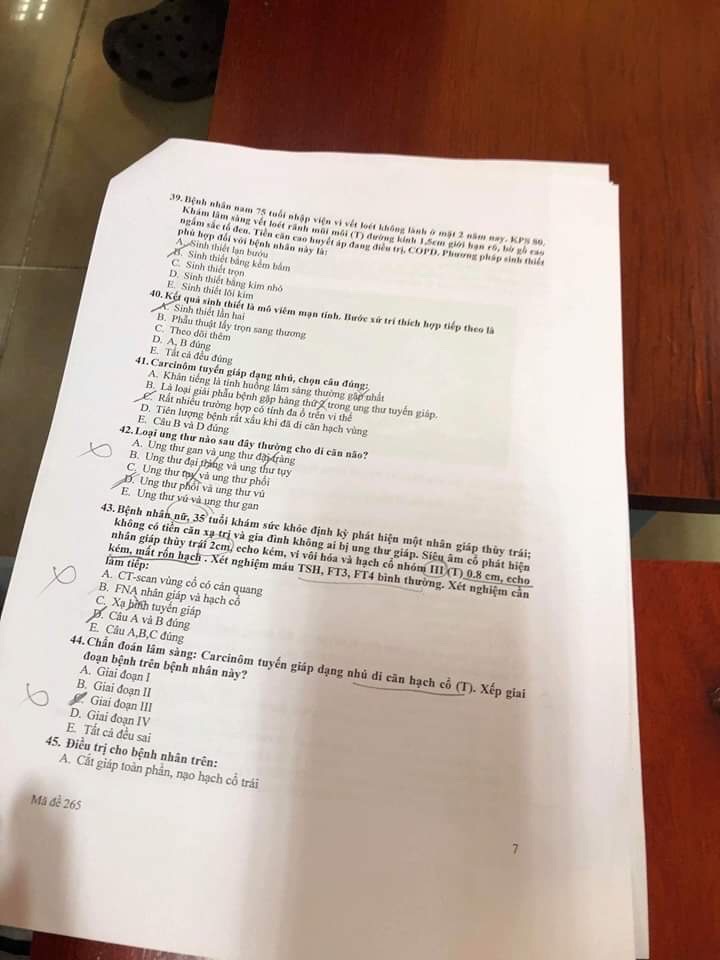 39. Bệnh nhân nam 75 tuổi nhập viện vì vết loét không lành ở mặt 2 năm nay. KPS 80.
Khám lâm sàng vết loét rãnh mũi môi (T) đường kính 1,5cm giới hạn rõ, bờ gồ cao
ngấm sắc tố đen. Tiền căn cao huyết áp đang điều trị, COPD. Phương pháp sinh thiết
phù hợp đối với bệnh nhân này là:
A. Sinh thiết lạn bướu
B. Sinh thiết bằng kềm bấm
C. Sinh thiết trọn
D. Sinh thiết bằng kim nhỏ
E. Sinh thiết lõi kim
40. Kết quả sinh thiết là mô viêm mạn tính. Bước xử trí thích hợp tiếp theo là
A. Sinh thiết lần hai
B. Phẫu thuật lấy trọn sang thương
C. Theo dõi thêm
D. A, B đúng
E. Tất cả đều đúng
41. Carcinôm tuyến giáp dạng nhú, chọn câu đúng:
A. Khàn tiếng là tình huống lâm sàng thường gặp nhất
B. Là loại giải phẫu bệnh gặp hàng thứ 2 trong ung thư tuyến giáp.
C. Rất nhiều trường hợp có tính đa ổ trên vi thể
D. Tiên lượng bệnh rất xấu khi đã di căn hạch vùng
E. Câu B và D đúng
42. Loại ung thư nào sau đây thường cho di căn não?
A. Ung thư gan và ung thư đại tràng
B. Ung thư đại tràng và ung thư tụy
C. Ung thư tụy và ung thư phổi
D. Ung thư phổi và ung thư vú
E. Ung thư vú và ung thư gan
43. Bệnh nhân nữ, 35 tuổi khám sức khỏe định kỳ phát hiện một nhân giáp thùy trái;
không có tiền căn xạ trị và gia đình không ai bị ung thư giáp. Siêu âm cổ phát hiện
nhân giáp thùy trái 2cm, echo kém, vi vôi hóa và hạch cổ nhóm III (T) 0.8 cm, echo
kém, mất rốn hạch . Xét nghiệm máu TSH, FT3, FT4 bình thường. Xét nghiệm cần
làm tiếp:
A. CT-scan vùng cổ có cản quang
B. FNA nhân giáp và hạch cổ
C. Xạ hình tuyến giáp
D. Câu A và B đúng
E. Câu A,B,C đúng
44. Chẩn đoán lâm sàng: Carcinôm tuyến giáp dạng nhú di căn hạch cổ (T). Xếp giai
đoạn bệnh trên bệnh nhân này?
A. Giai đoạn I
B. Giai đoạn II
C. Giai đoạn III
D. Giai đoạn IV
E. Tất cả đều sai
45. Điều trị cho bệnh nhân trên:
A. Cắt giáp toàn phần, nạo hạch cổ trái
Mã đề 265
7